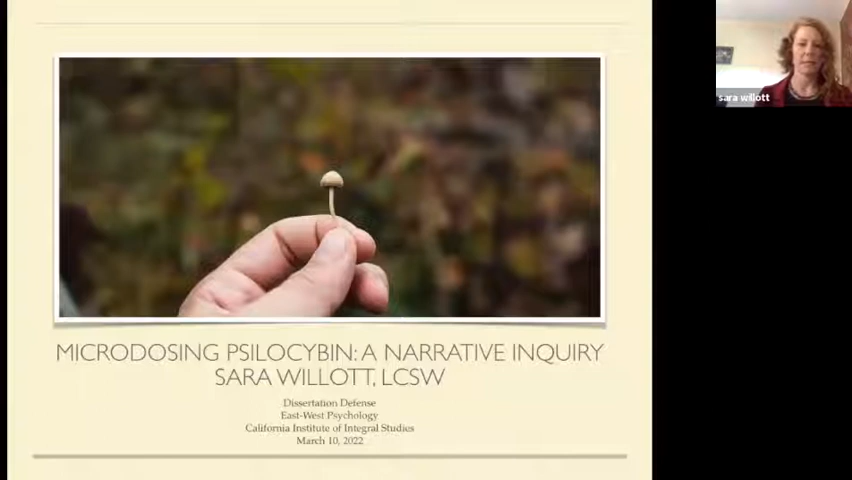 MICRODOSING PSILOCYBIN: A NARRATIVE INQUIRY
SARA WILLOTT, LCSW
Dissertation Defense
East-West Psychology
California Institute of Integral Studies
March 10, 2022
sara willott